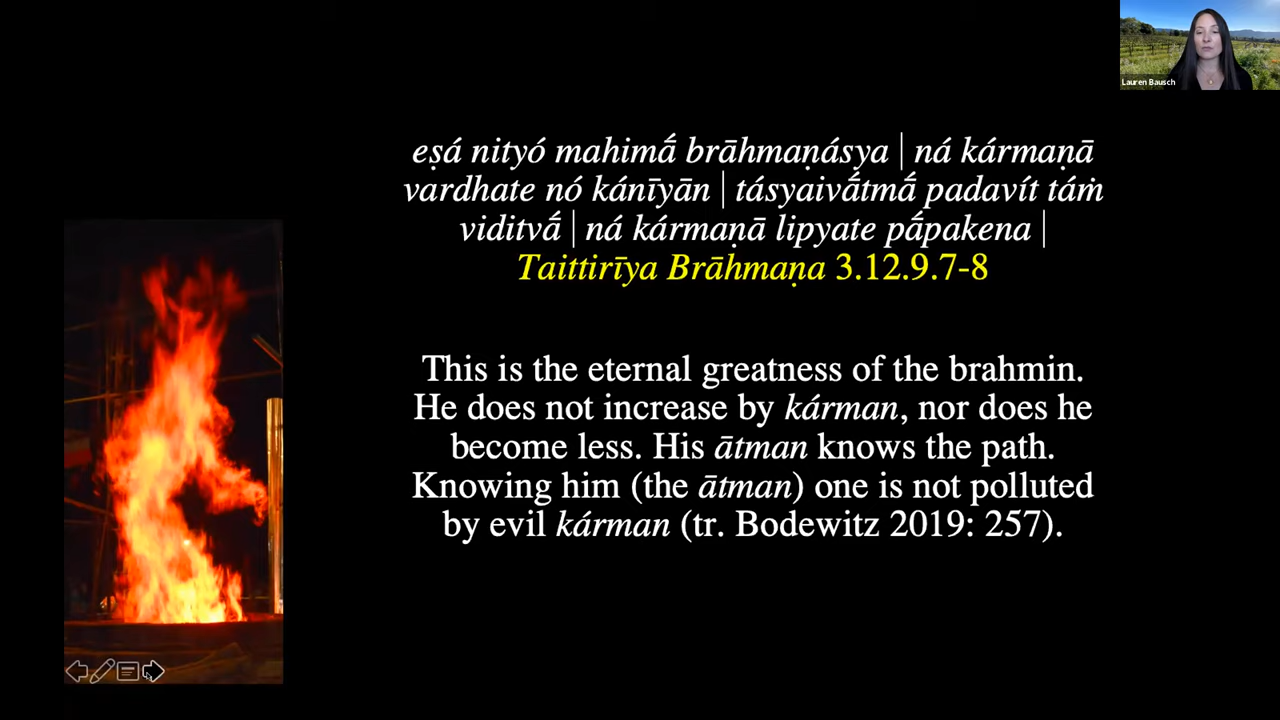 Lauren Bausch
eṣá nityó mahimā́ brāhmaṇásya | ná kármaṇā
vardhate nó kánīyān | tásyaivā́tmā́ padavít táṁ
viditvā́ | ná kármaṇā lipyate pā́pakena |
Taittirīya Brāhmaṇa 3.12.9.7-8
This is the eternal greatness of the brahmin.
He does not increase by kárman, nor does he
become less. His ātman knows the path.
Knowing him (the ātman) one is not polluted
by evil kárman (tr. Bodewitz 2019: 257).